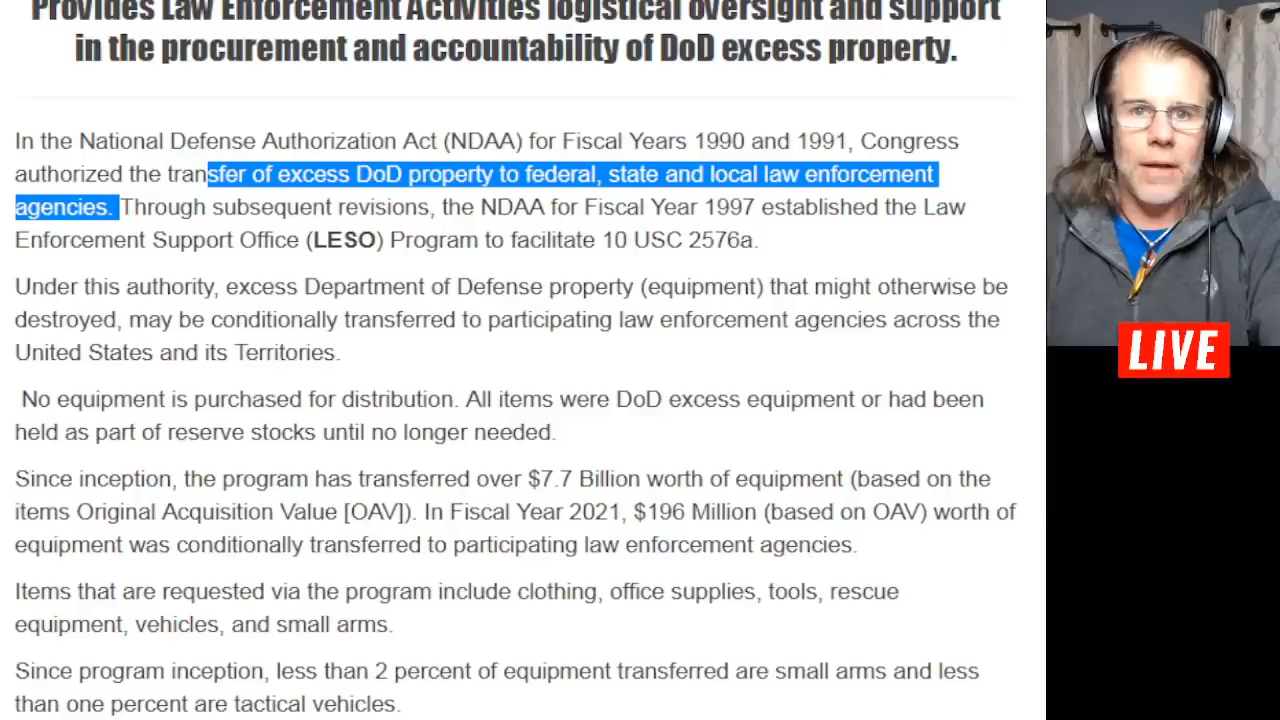 Provides Law Enforcement Activities logistical oversight and support
in the procurement and accountability of DoD excess property.
In the National Defense Authorization Act (NDAA) for Fiscal Years 1990 and 1991, Congress
authorized the transfer of excess DoD property to federal, state and local law enforcement
agencies. Through subsequent revisions, the NDAA for Fiscal Year 1997 established the Law
Enforcement Support Office (LESO) Program to facilitate 10 USC 2576a.
Under this authority, excess Department of Defense property (equipment) that might otherwise be
destroyed, may be conditionally transferred to participating law enforcement agencies across the
United States and its Territories.
No equipment is purchased for distribution. All items were DoD excess equipment or had been
held as part of reserve stocks until no longer needed.
Since inception, the program has transferred over $7.7 Billion worth of equipment (based on the
items Original Acquisition Value [OAV]). In Fiscal Year 2021, $196 Million (based on OAV) worth of
equipment was conditionally transferred to participating law enforcement agencies.
Items that are requested via the program include clothing, office supplies, tools, rescue
equipment, vehicles, and small arms.
Since program inception, less than 2 percent of equipment transferred are small arms and less
than one percent are tactical vehicles.
LIVE